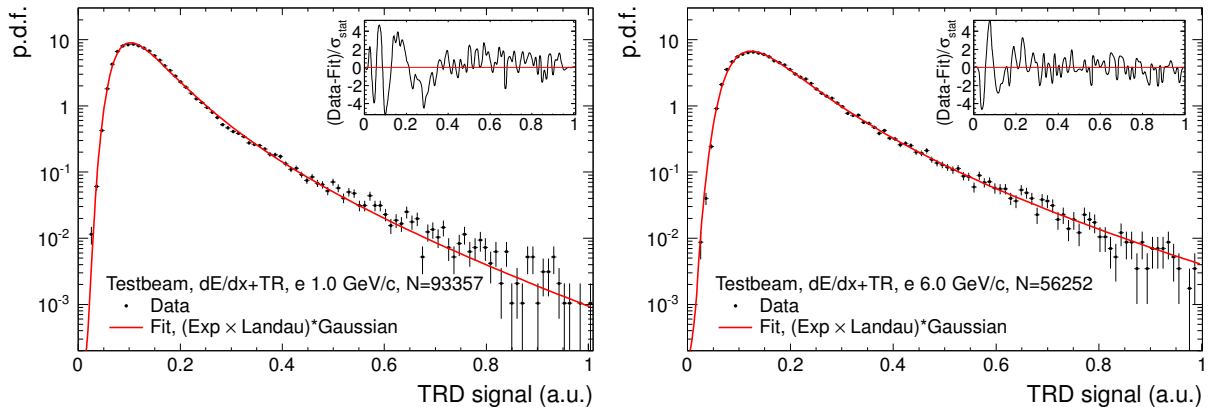 p.d.f.
10
1
10⁻¹
10⁻²
10⁻³
0 0.2 0.4 0.6 0.8 1
TRD signal (a.u.)
(Data-Fit)/σstat
4
2
0
-2
-4
0 0.2 0.4 0.6 0.8 1
Testbeam, dE/dx+TR, e 1.0 GeV/c, N=93357
Data
Fit, (Exp × Landau)*Gaussian
p.d.f.
10
1
10⁻¹
10⁻²
10⁻³
0 0.2 0.4 0.6 0.8 1
TRD signal (a.u.)
(Data-Fit)/σstat
4
2
0
-2
-4
0 0.2 0.4 0.6 0.8 1
Testbeam, dE/dx+TR, e 6.0 GeV/c, N=56252
Data
Fit, (Exp × Landau)*Gaussian